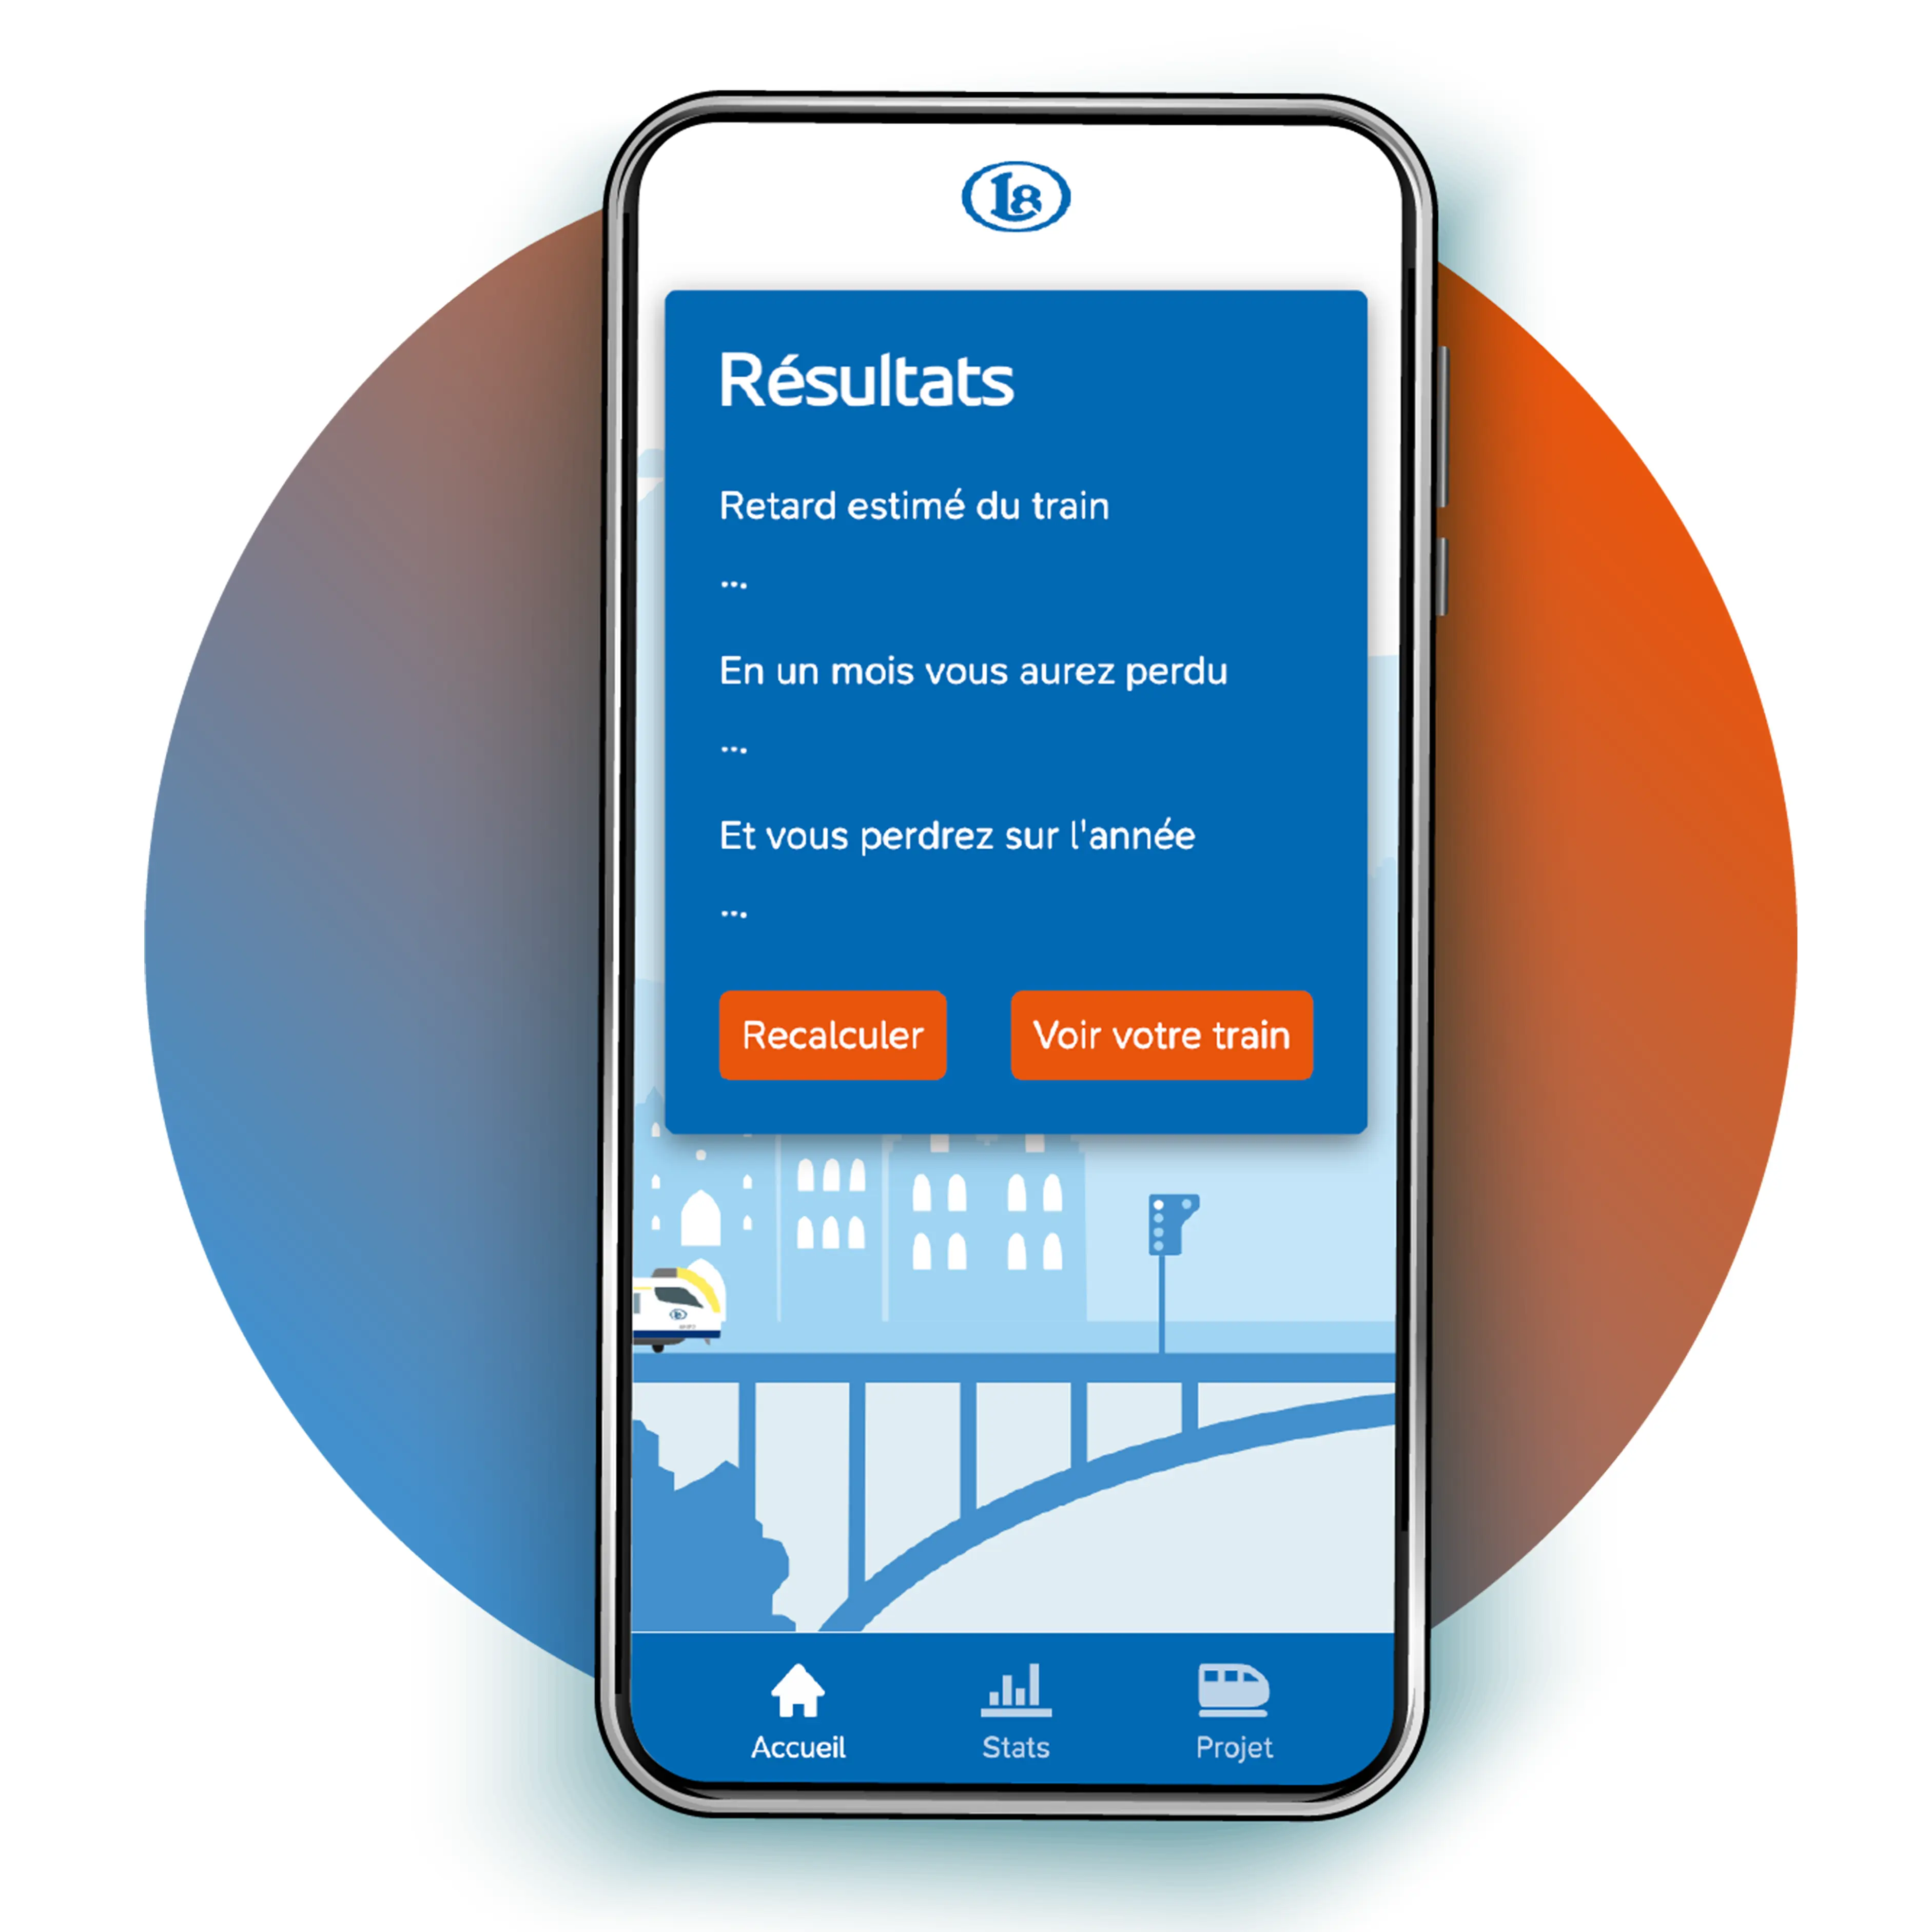 L8
Résultats
Retard estimé du train
...
En un mois vous aurez perdu
...
Et vous perdrez sur l'année
...
Recalculer
Voir votre train
Accueil
Stats
Projet